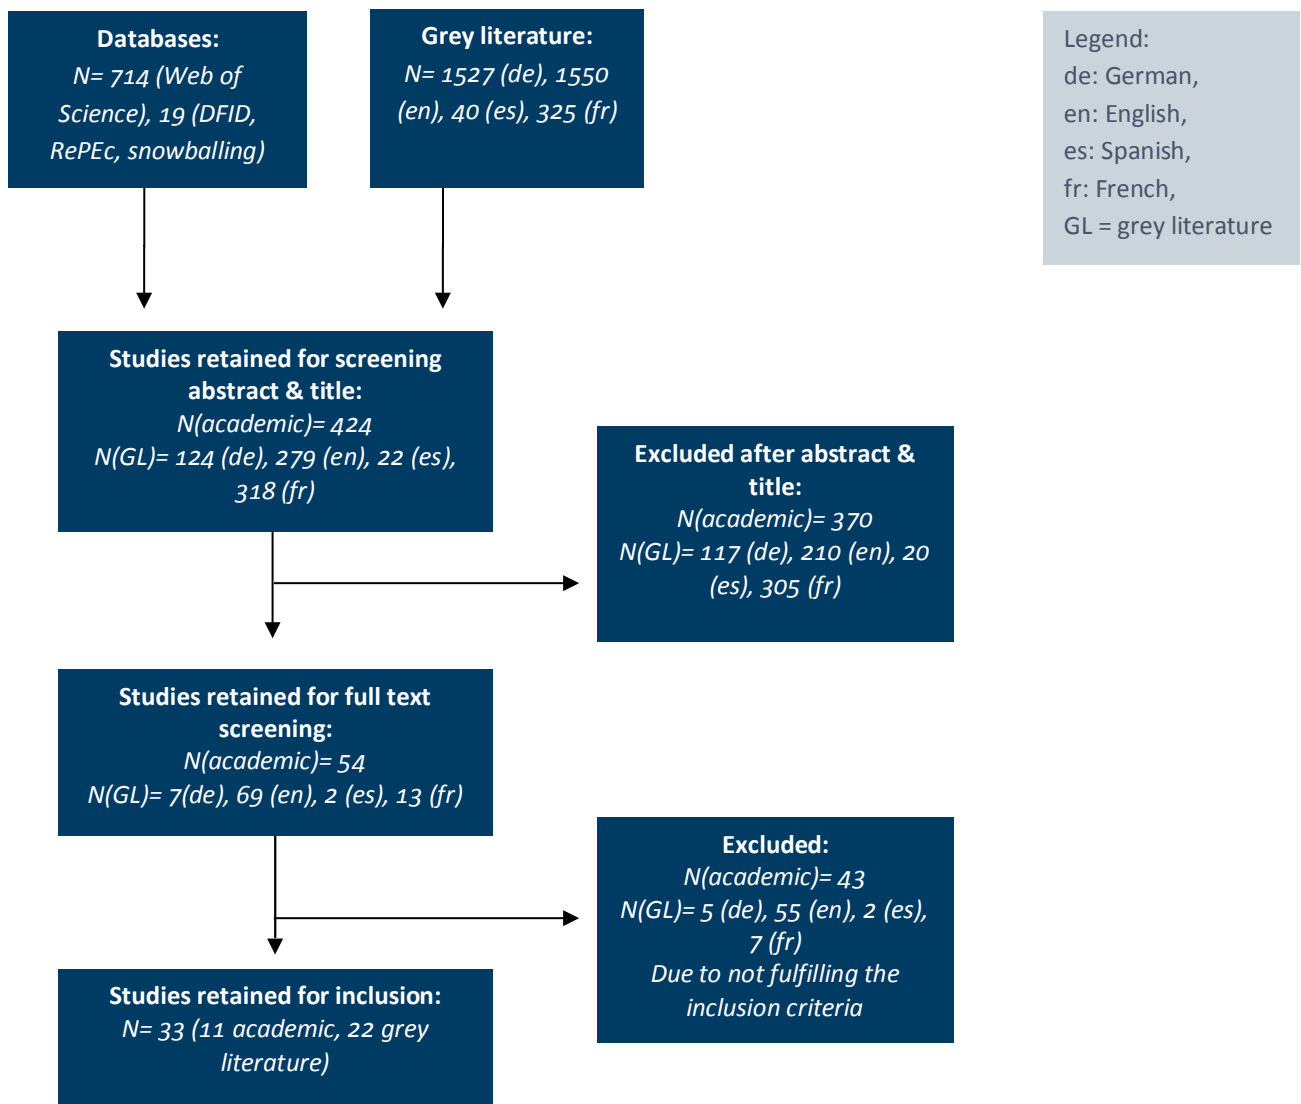 Databases:
N= 714 (Web of
Science), 19 (DFID,
RePEc, snowballing)
Grey literature:
N= 1527 (de), 1550
(en), 40 (es), 325 (fr)
Legend:
de: German,
en: English,
es: Spanish,
fr: French,
GL = grey literature
Studies retained for screening
abstract & title:
N(academic)= 424
N(GL)= 124 (de), 279 (en), 22 (es),
318 (fr)
Excluded after abstract &
title:
N(academic)= 370
N(GL)= 117 (de), 210 (en), 20
(es), 305 (fr)
Studies retained for full text
screening:
N(academic)= 54
N(GL)= 7(de), 69 (en), 2 (es), 13 (fr)
Excluded:
N(academic)= 43
N(GL)= 5 (de), 55 (en), 2 (es),
7 (fr)
Due to not fulfilling the
inclusion criteria
Studies retained for inclusion:
N= 33 (11 academic, 22 grey
literature)